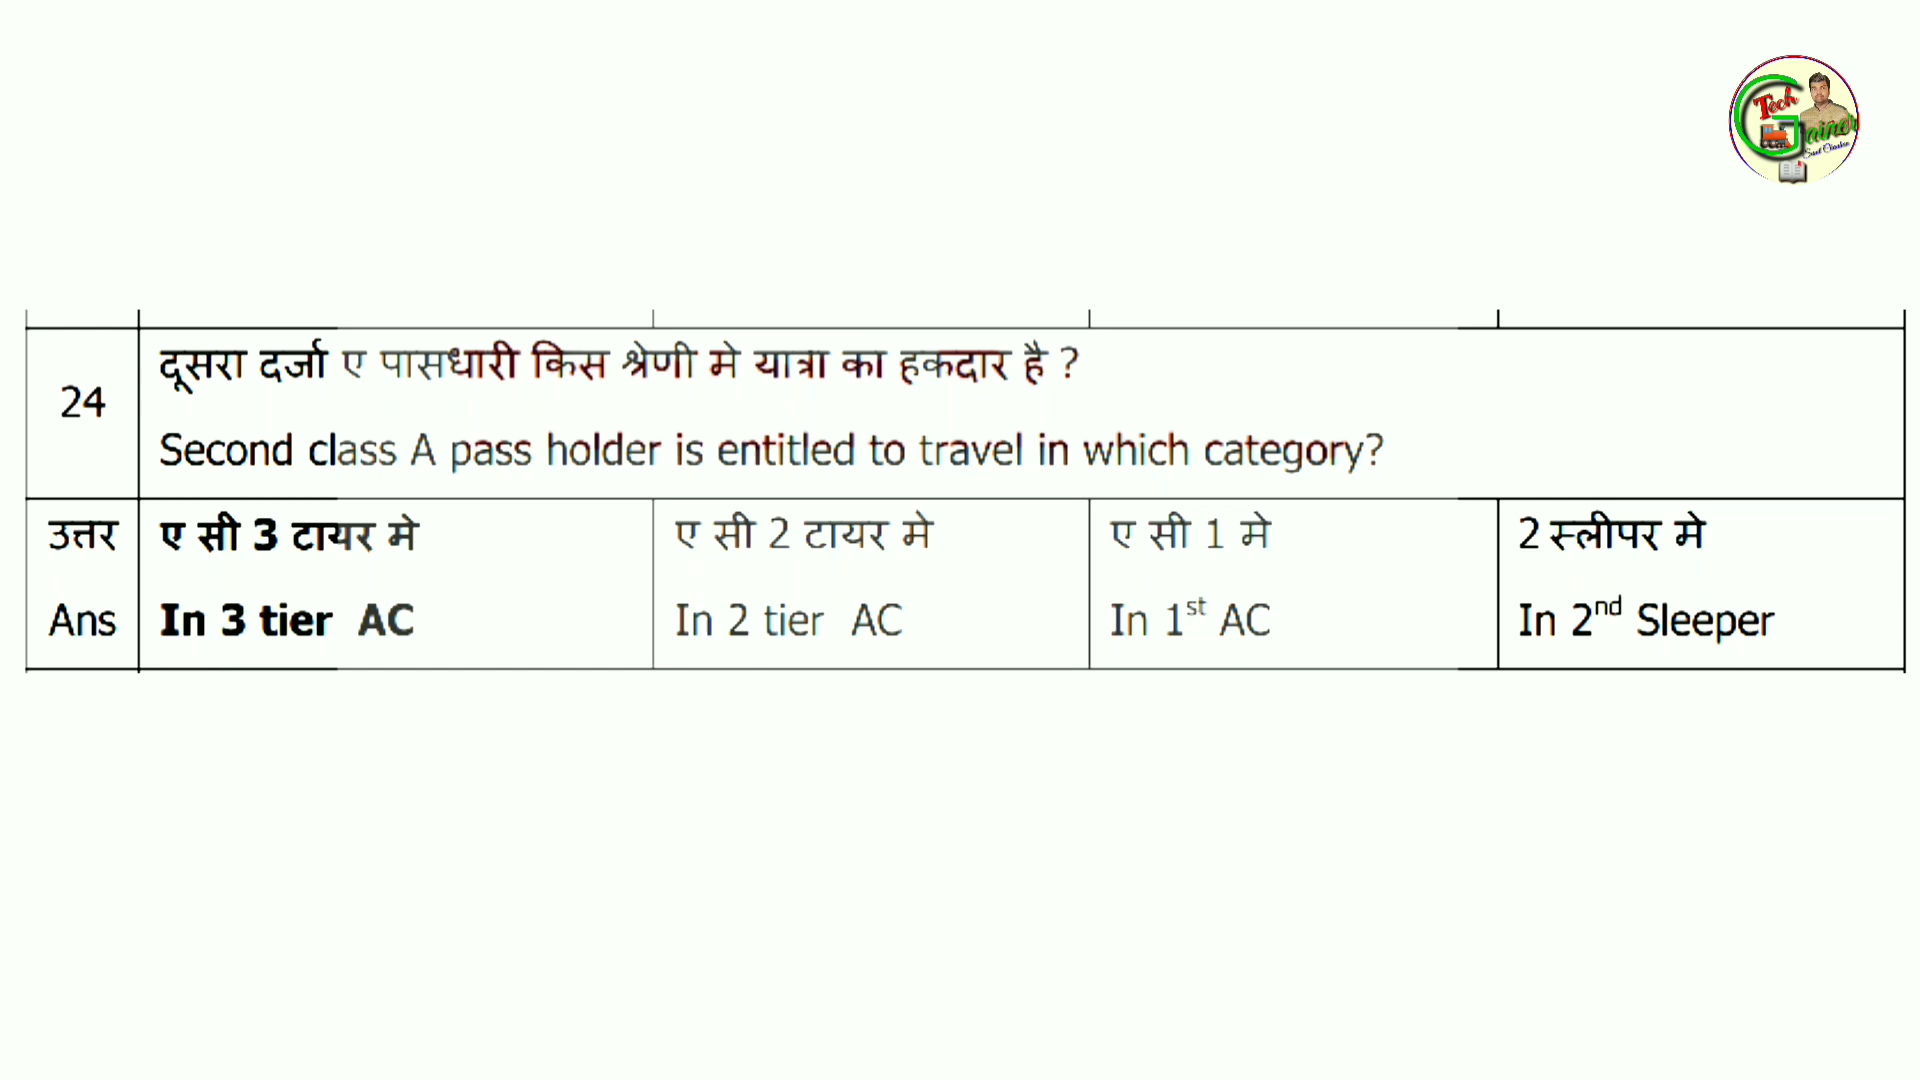 Tech
Gainer
24
दूसरा दर्जा ए पासधारी किस श्रेणी मे यात्रा का हकदार है ?
Second class A pass holder is entitled to travel in which category?
उत्तर ए सी 3 टायर मे ए सी 2 टायर मे ए सी 1 मे 2 स्लीपर मे
Ans In 3 tier AC In 2 tier AC In 1st AC In 2nd Sleeper